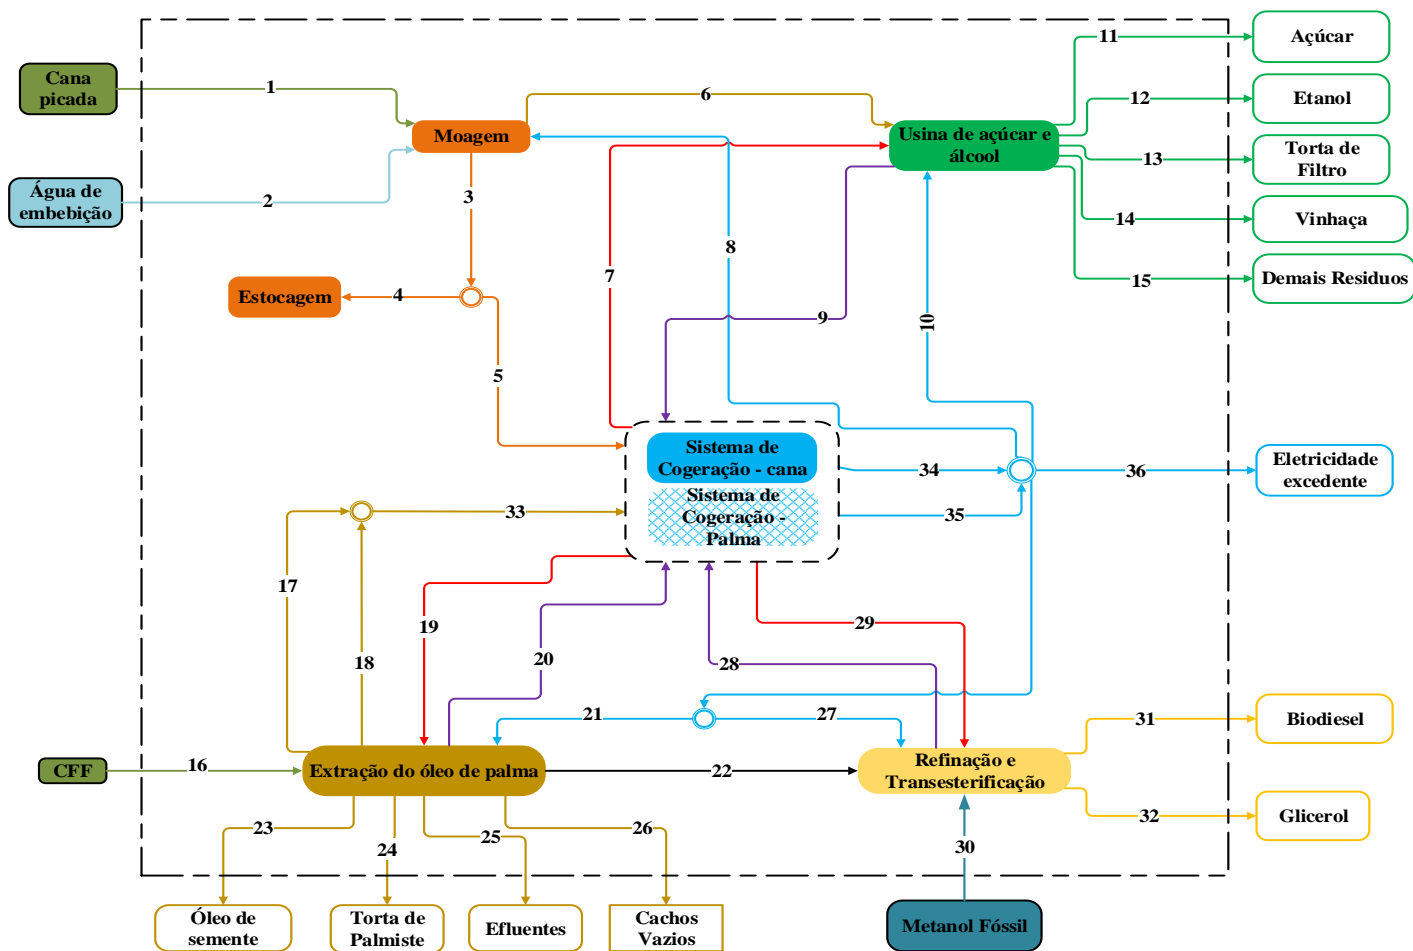 11
Açúcar
Cana
picada
1
6
12
Etanol
Moagem
Usina de açúcar e
álcool
13
Torta de
Filtro
Água de
embebição
2
3
14
Vinhaça
8
7
15
Demais Residuos
Estocagem
4
9
10
5
Sistema de
Cogeração - cana
34
36
Eletricidade
excedente
Sistema de
Cogeração -
Palma
33
35
17
19
29
18
20
28
21
27
31
Biodiesel
CFF
16
Extração do óleo de palma
22
Refinação e
Transesterificação
32
Glicerol
23
24
25
26
30
Óleo de
semente
Torta de
Palmiste
Efluentes
Cachos
Vazios
Metanol Fóssil